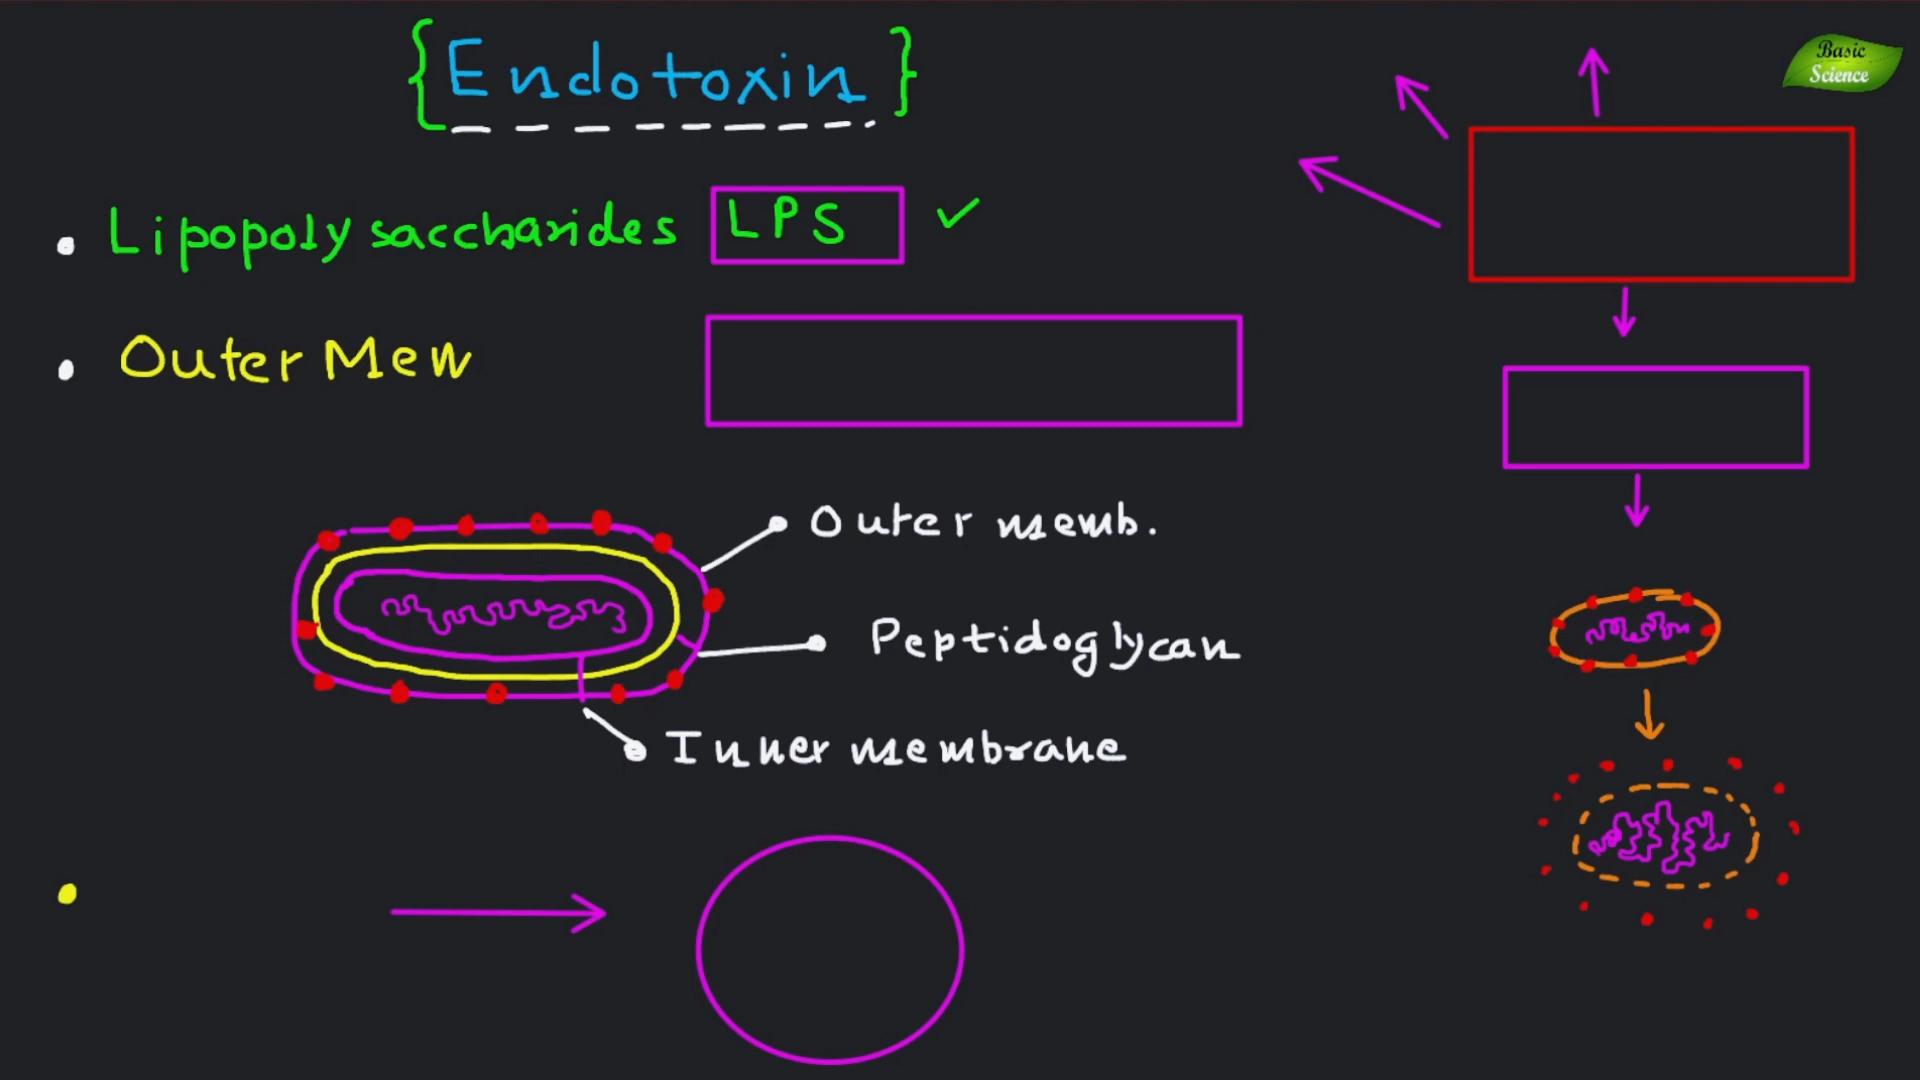 {Endotoxin}
Basic
Science
• Lipopolysaccharides LPS ✓
• Outer Mem
Outer memb.
Peptidoglycan
Inner membrane